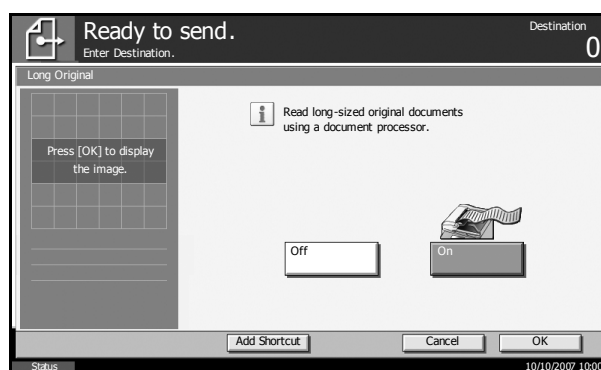 Ready to send.
Destination
0
Enter Destination.
Long Original
Press [OK] to display
the image.
i
Read long-sized original documents
using a document processor.
Off
On
Add Shortcut
Cancel
OK
Status
10/10/2007 10:00